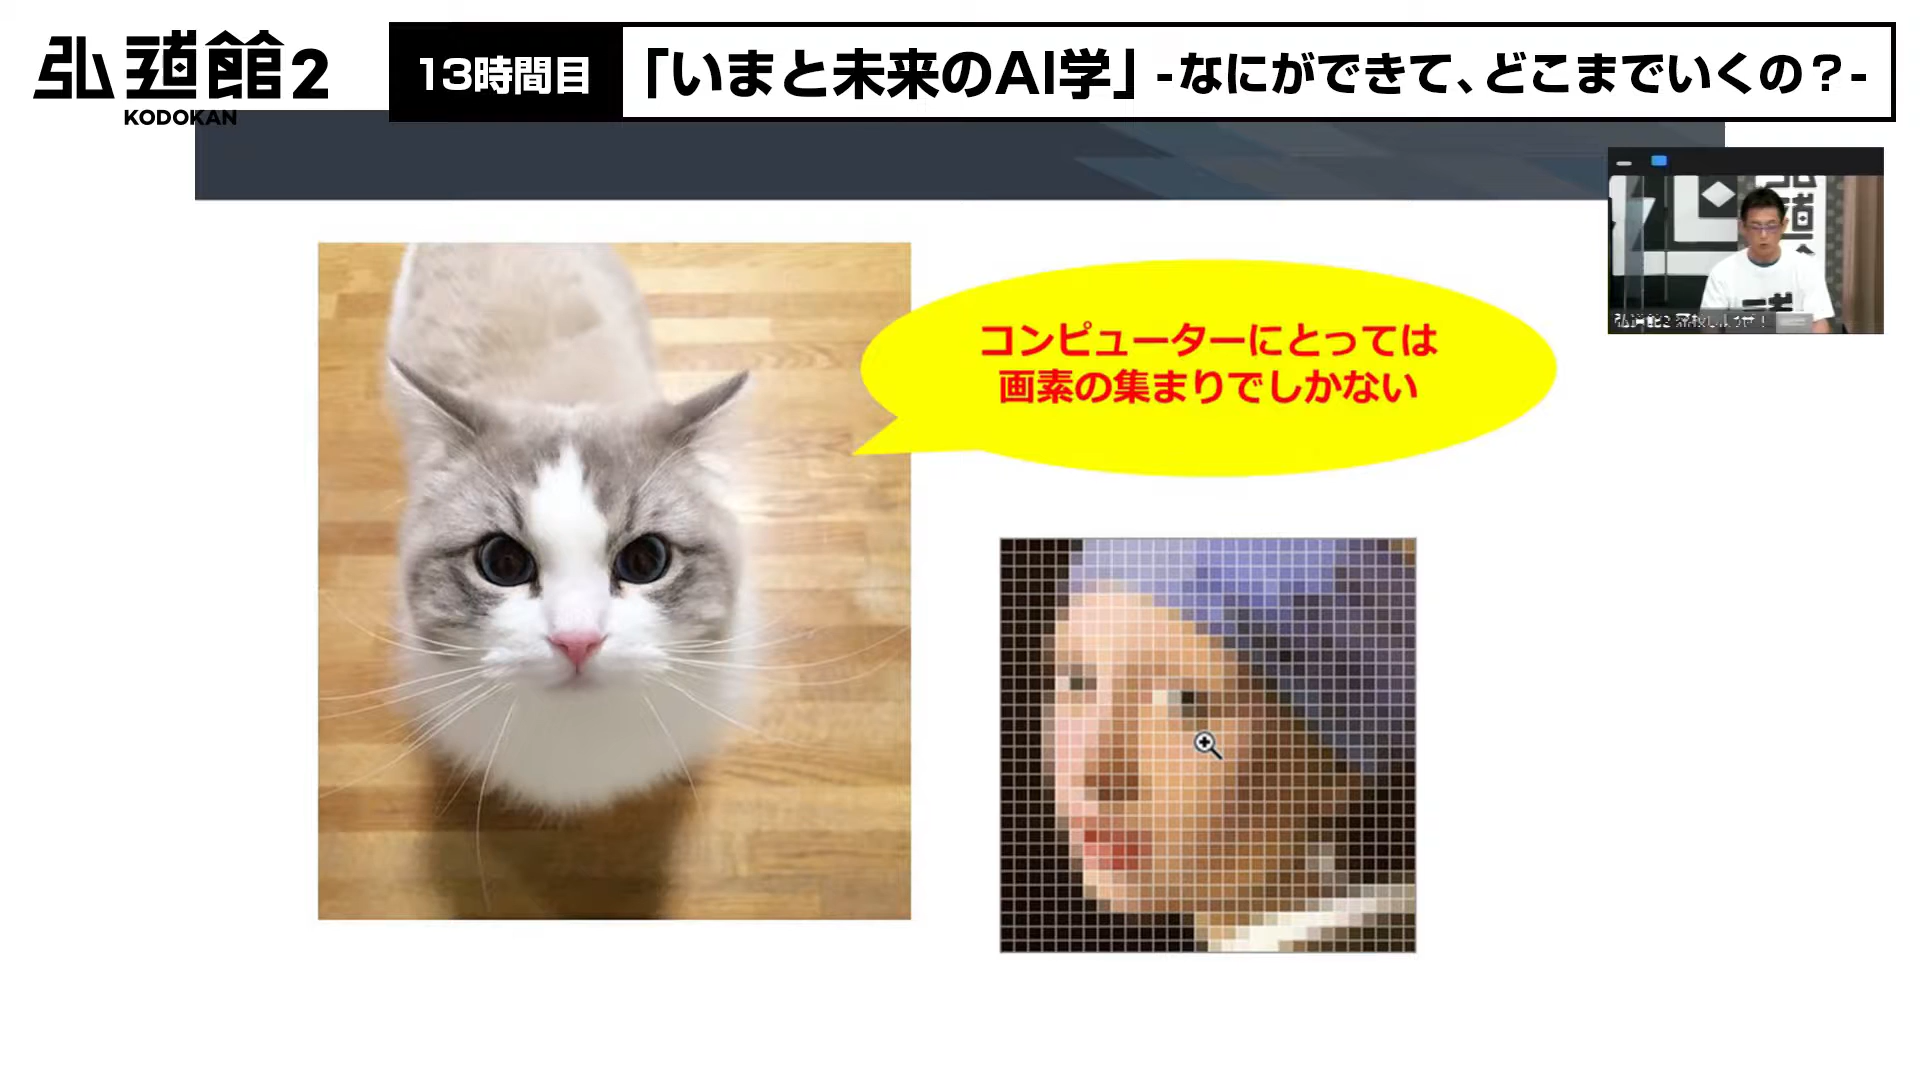 弘道館2
KODOKAN
13時間目
「いまと未来のAI学」-なにができて、どこまでいくの？-
コンピューターにとっては
画素の集まりでしかない